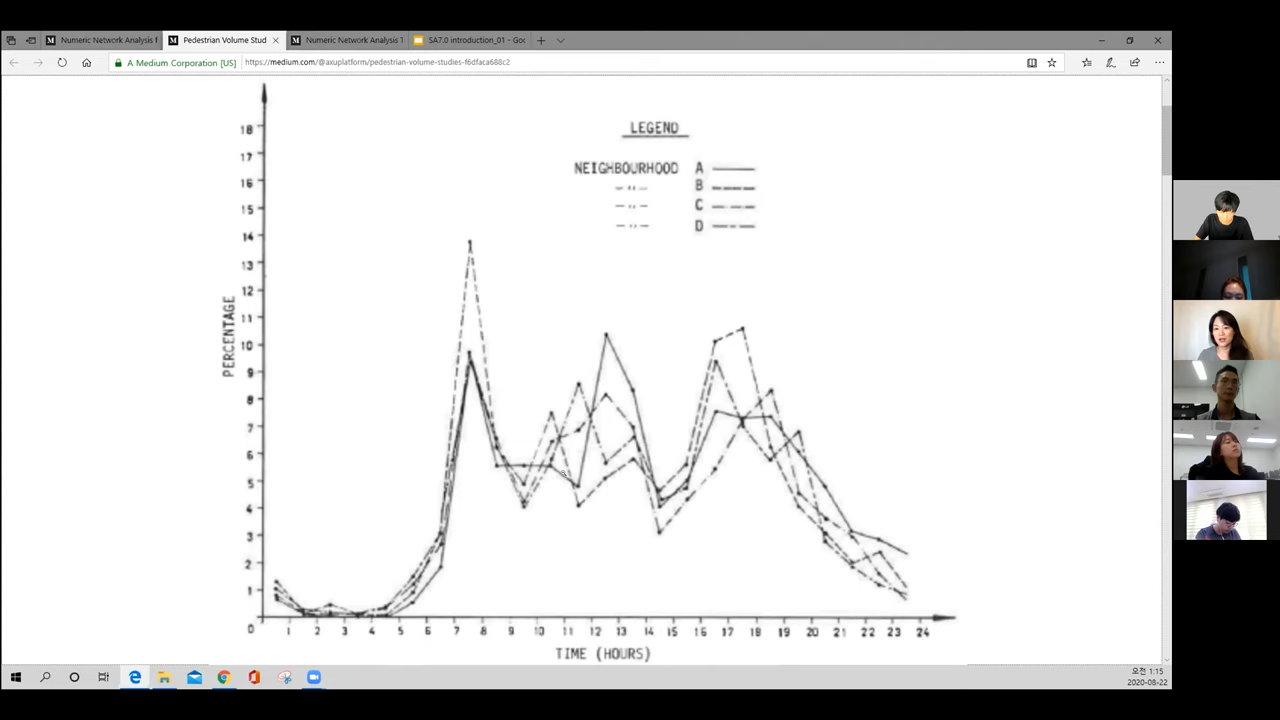 Numeric Network Analysis
Pedestrian Volume Stud
Numeric Network Analysis T
SA7.0 introduction_01 - Goo
A Medium Corporation [US]
https://medium.com/@axuplatform/pedestrian-volume-studies-f6dfaca688c2
LEGEND
NEIGHBOURHOOD A
B
C
D
PERCENTAGE
18
17
16
15
14
13
12
11
10
9
8
7
6
5
4
3
2
1
0 1 2 3 4 5 6 7 8 9 10 11 12 13 14 15 16 17 18 19 20 21 22 23 24
TIME (HOURS)
오전 1:15
2020-08-22